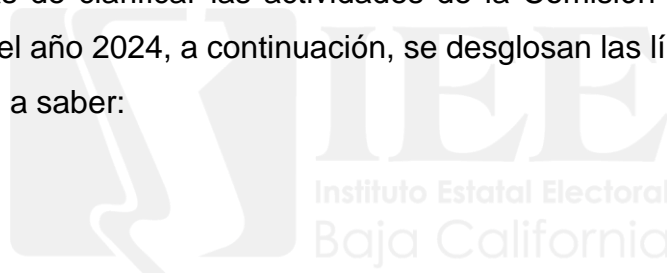 s de clarificar las actividades de la Comisión
el año 2024, a continuación, se desglosan las lí
a saber:
IEE
Instituto Estatal Electoral
Baja California